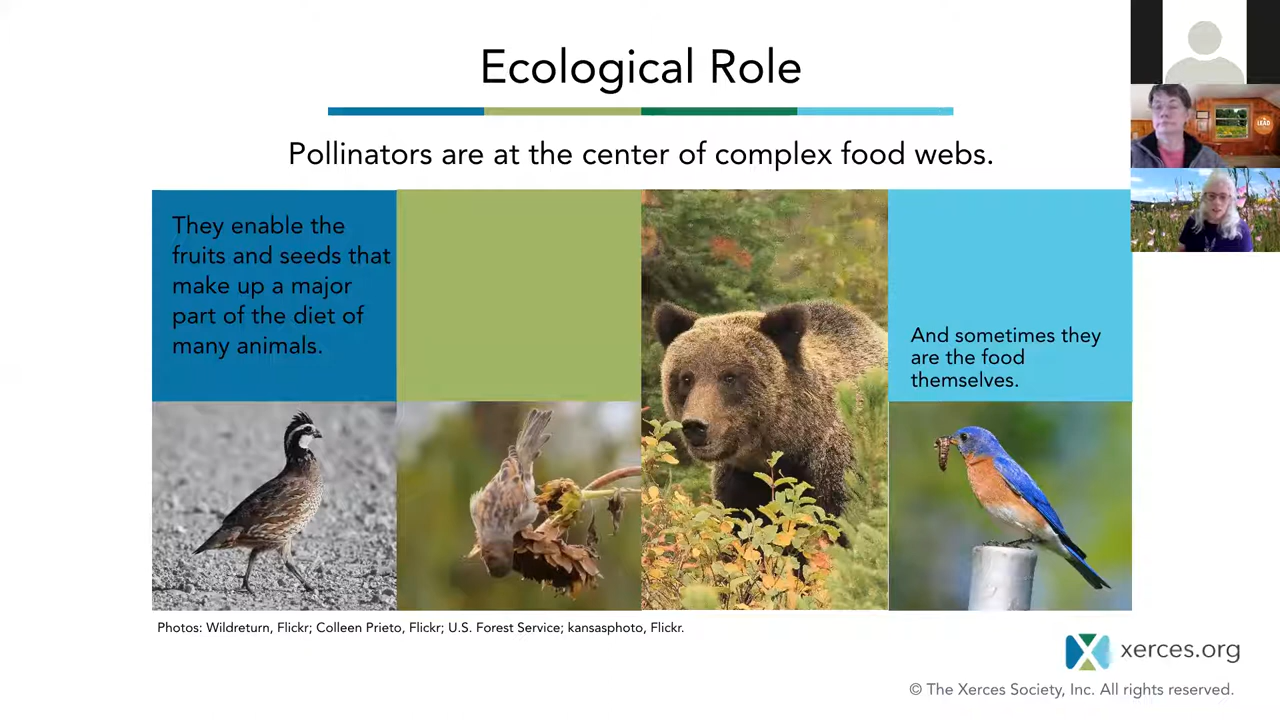 Ecological Role
Pollinators are at the center of complex food webs.
They enable the
fruits and seeds that
make up a major
part of the diet of
many animals.
And sometimes they
are the food
themselves.
Photos: Wildreturn, Flickr; Colleen Prieto, Flickr; U.S. Forest Service; kansasphoto, Flickr.
xerces.org
© The Xerces Society, Inc. All rights reserved.
LEAD